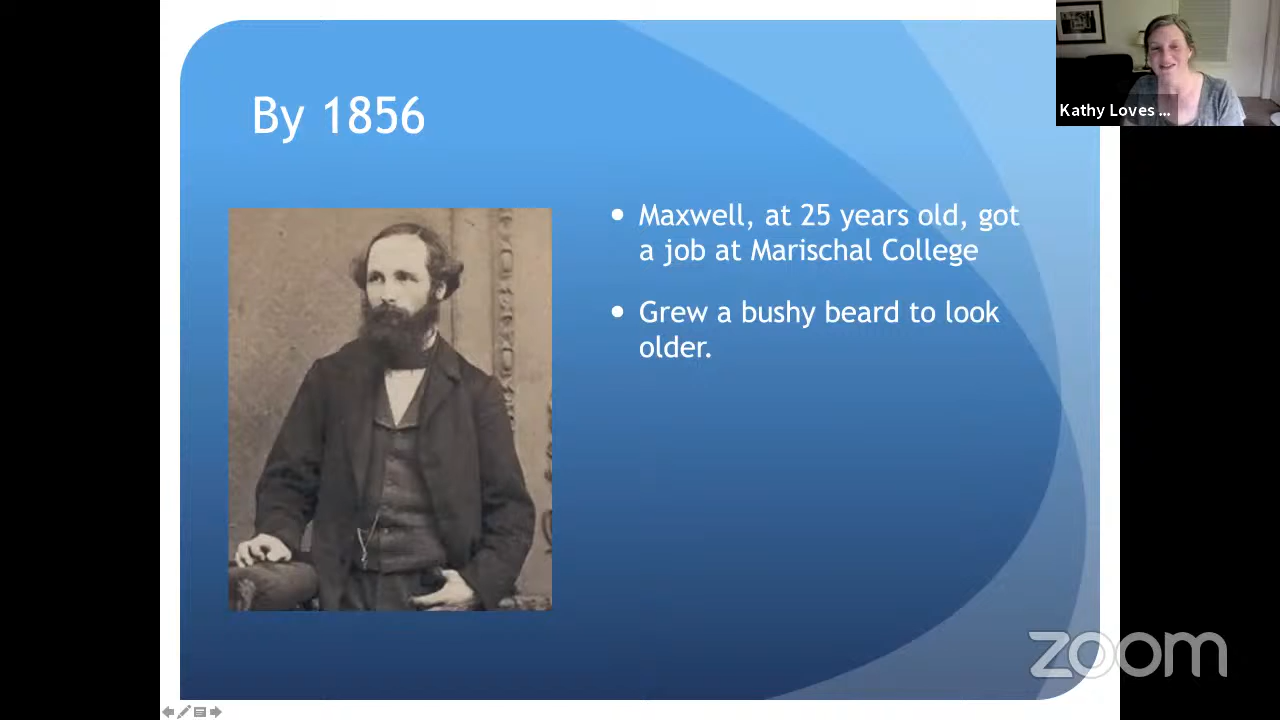 By 1856
Kathy Loves ...
• Maxwell, at 25 years old, got
a job at Marischal College
• Grew a bushy beard to look
older.
zoom